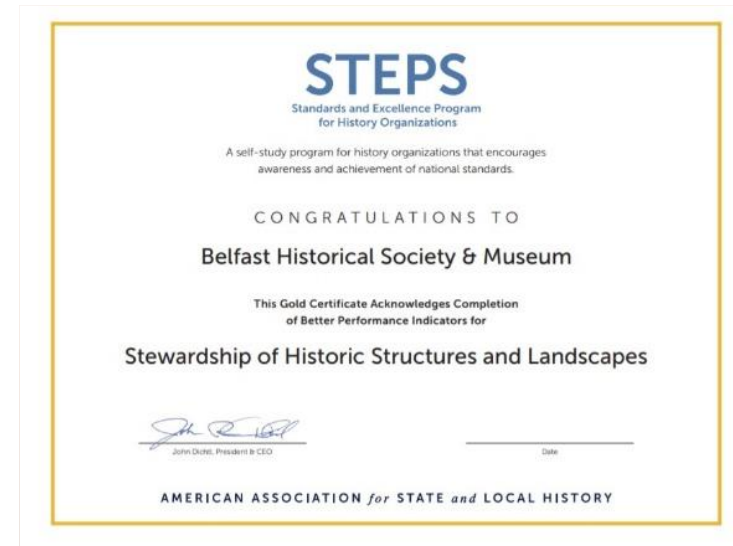 STEPS
Standards and Excellence Program
for History Organizations
A self-study program for history organizations that encourages
awareness and achievement of national standards.
CONGRATULATIONS TO
Belfast Historical Society & Museum
This Gold Certificate Acknowledges Completion
of Better Performance Indicators for
Stewardship of Historic Structures and Landscapes
John Dichtl, President & CEO
Date
AMERICAN ASSOCIATION for STATE and LOCAL HISTORY